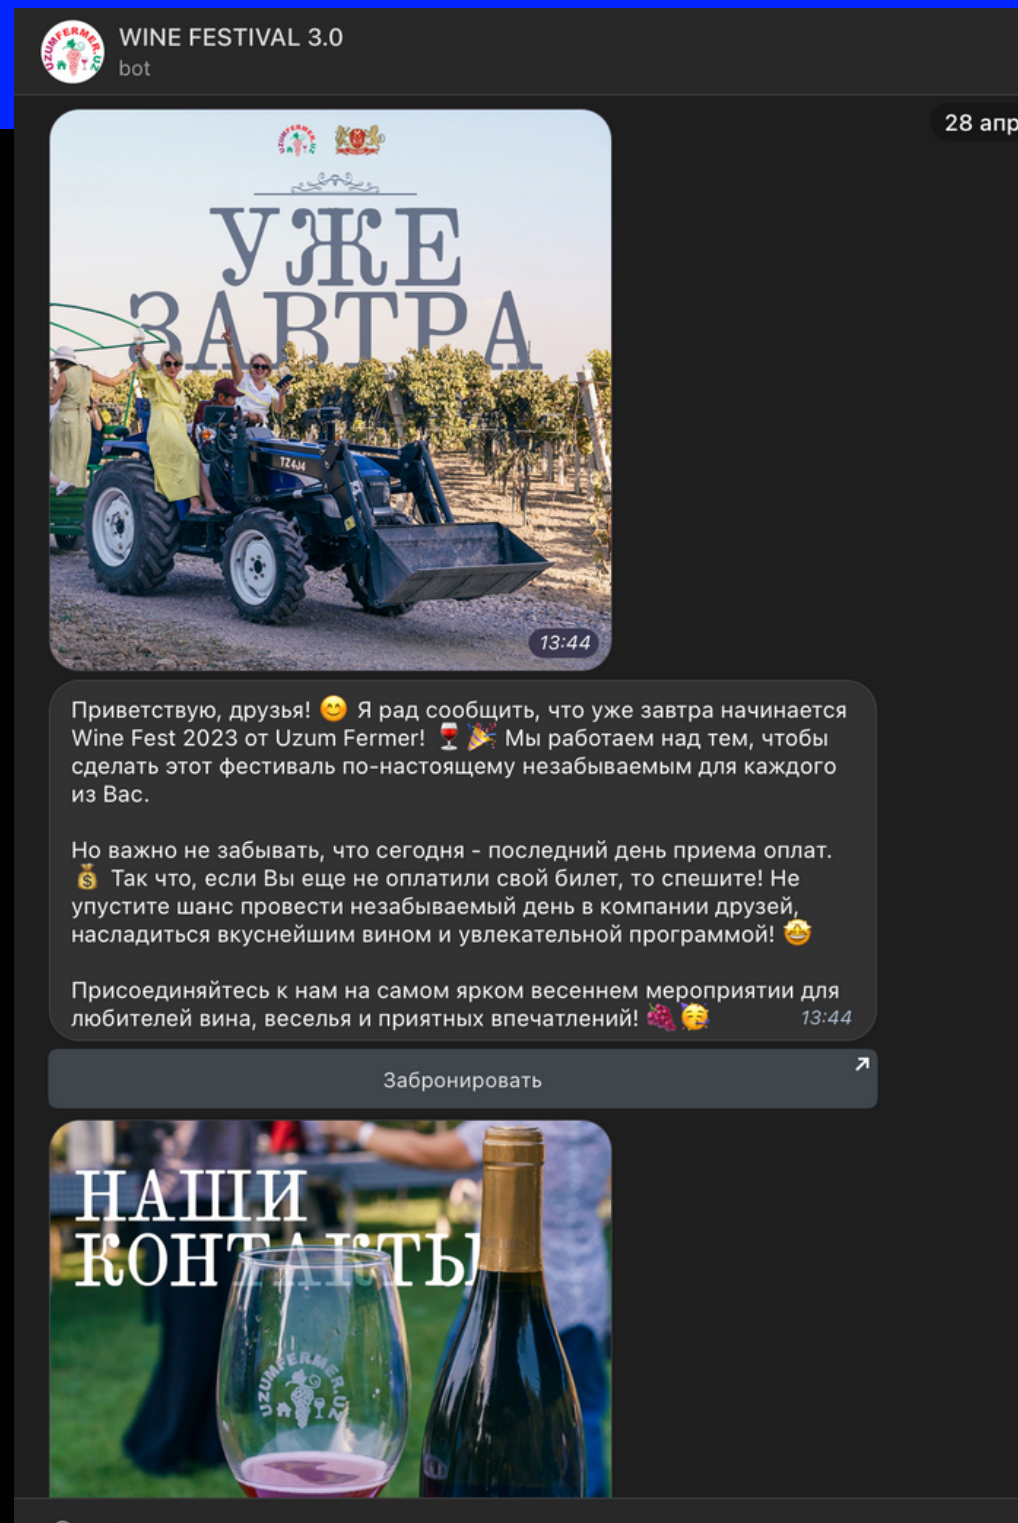 WINE FESTIVAL 3.0
bot
28 апр
UZUMFERMER.UZ
УЖЕ
ЗАВТРА
TZ4J4
13:44
Приветствую, друзья! 😊 Я рад сообщить, что уже завтра начинается
Wine Fest 2023 от Uzum Fermer! 🍷🎉 Мы работаем над тем, чтобы
сделать этот фестиваль по-настоящему незабываемым для каждого
из Вас.
Но важно не забывать, что сегодня - последний день приема оплат.
💰 Так что, если Вы еще не оплатили свой билет, то спешите! Не
упустите шанс провести незабываемый день в компании друзей,
насладиться вкуснейшим вином и увлекательной программой! 🤩
Присоединяйтесь к нам на самом ярком весеннем мероприятии для
любителей вина, веселья и приятных впечатлений! 🍇🥳
13:44
Забронировать
НАШИ
КОНТАКТЫ
UZUMFERMER.UZ